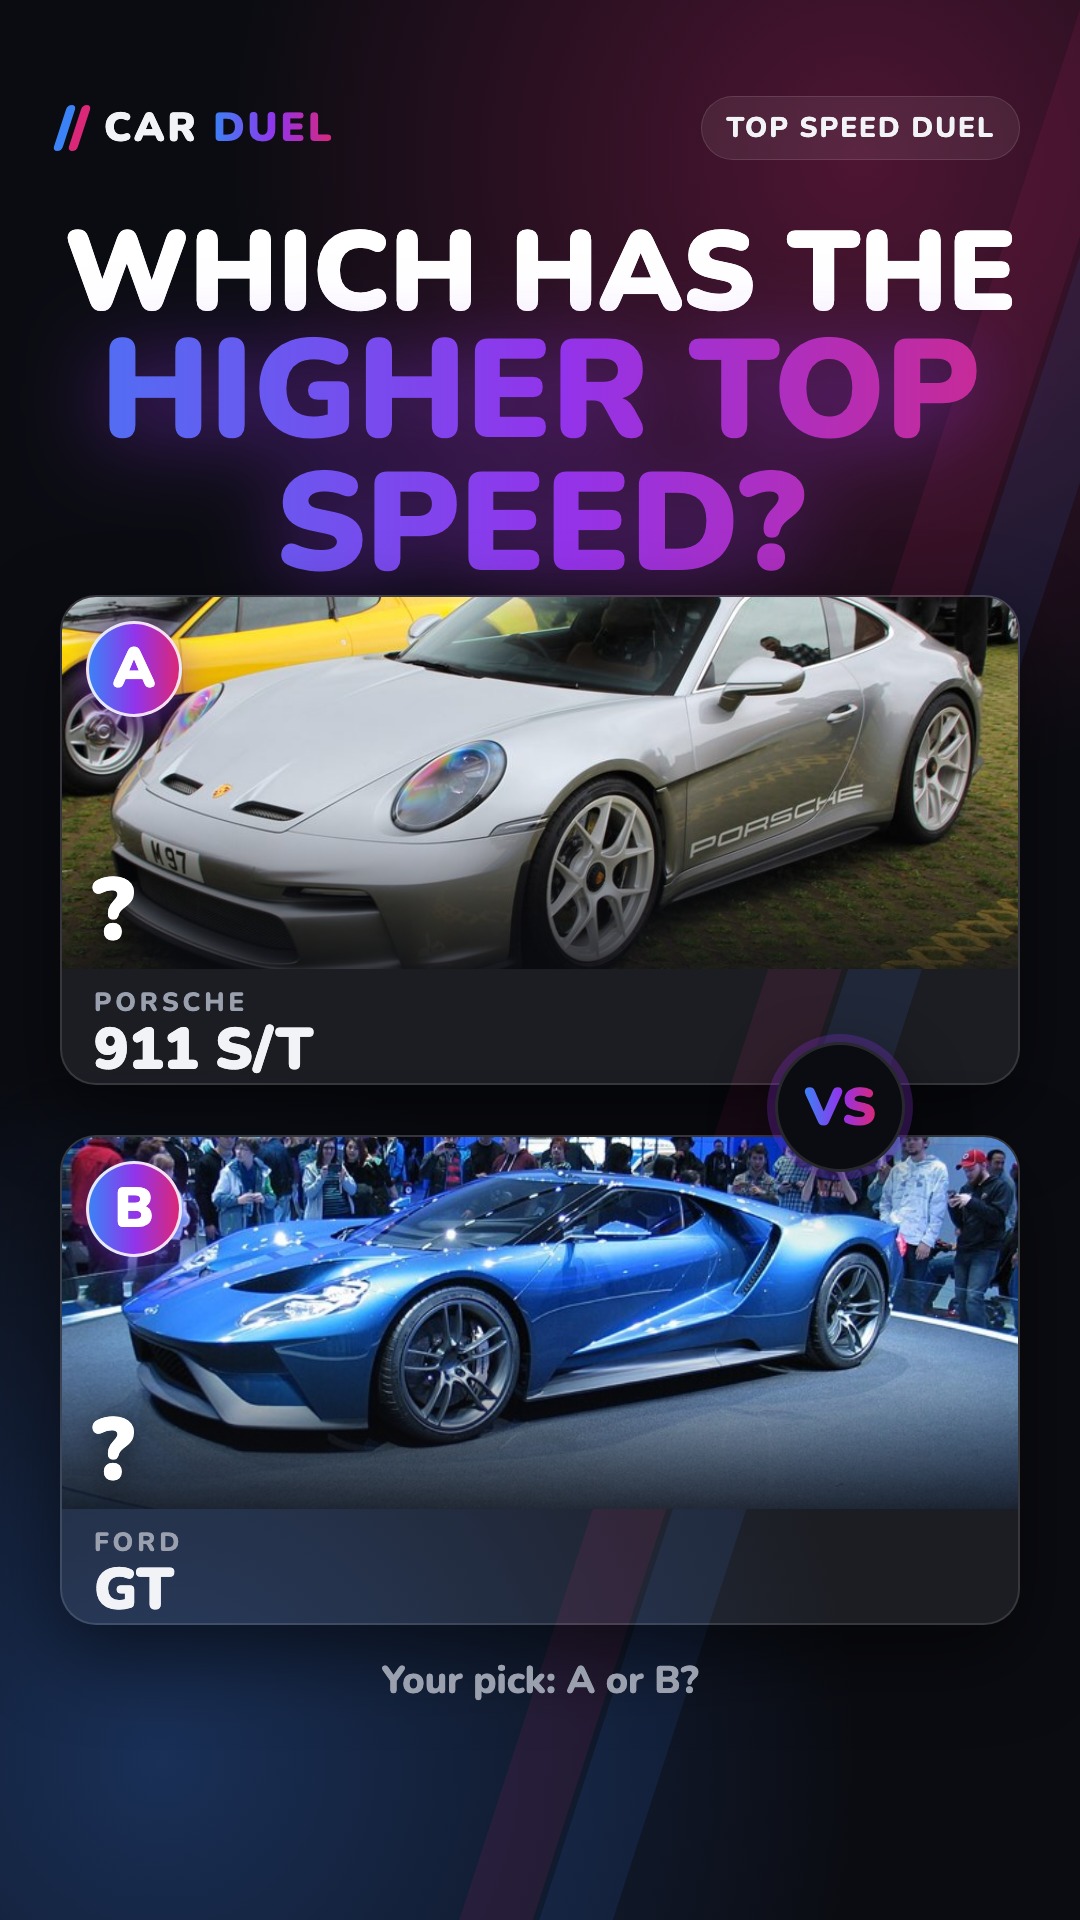 // CAR DUEL
TOP SPEED DUEL
WHICH HAS THE
HIGHER TOP
SPEED?
A
M 97
PORSCHE
?
PORSCHE
911 S/T
VS
B
?
FORD
GT
Your pick: A or B?